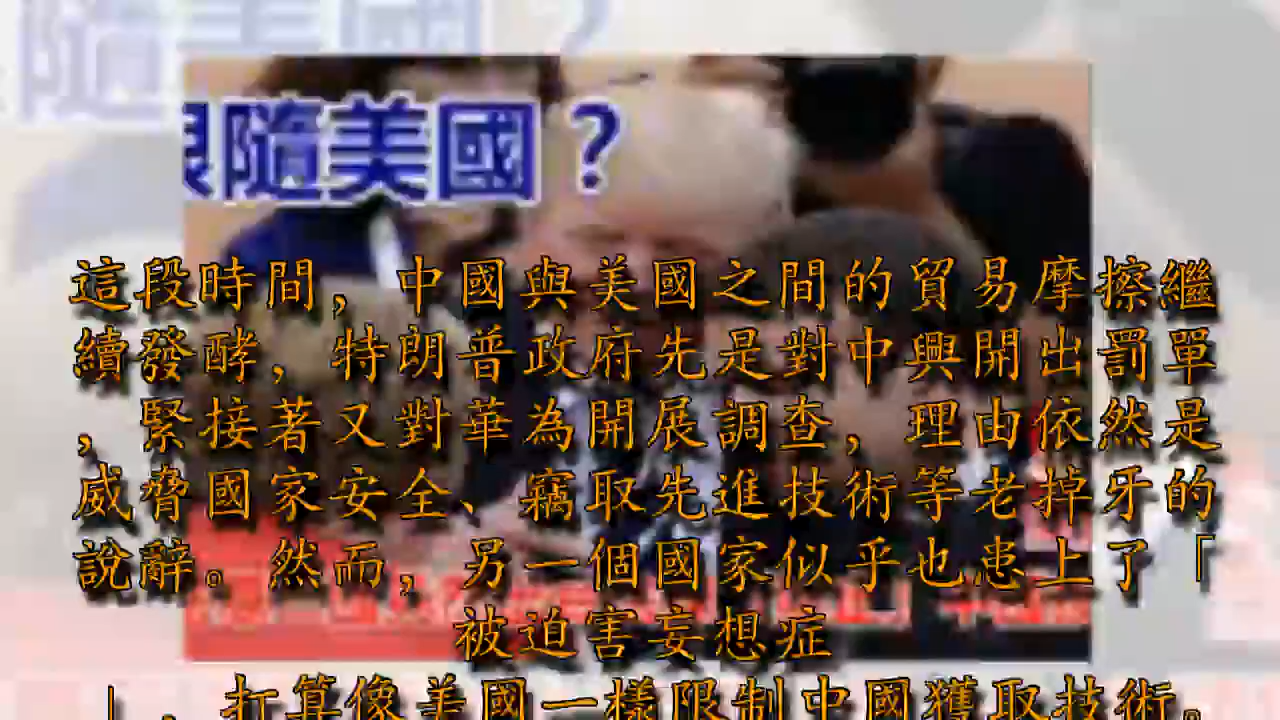 隨美國?
隨美國?
這段時間,中國與美國之間的貿易摩擦繼
續發酵,特朗普政府先是對中興開出罰單
,緊接著又對華為開展調查,理由依然是
威脅國家安全、竊取先進技術等老掉牙的
說辭。然而,另一個國家似乎也患上了「
被迫害妄想症
」,打算像美國一樣限制中國獲取技術。